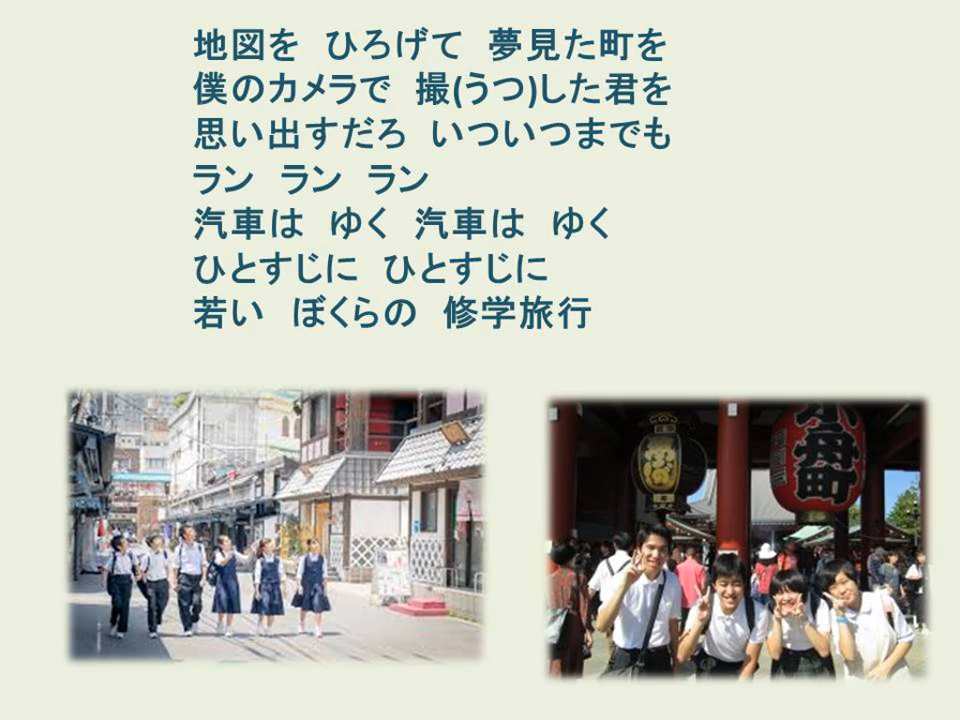 地図を　ひろげて　夢見た町を
僕のカメラで　撮(うつ)した君を
思い出すだろ　いついつまでも
ラン　ラン　ラン
汽車は　ゆく　汽車は　ゆく
ひとすじに　ひとすじに
若い　ぼくらの　修学旅行
小舟町